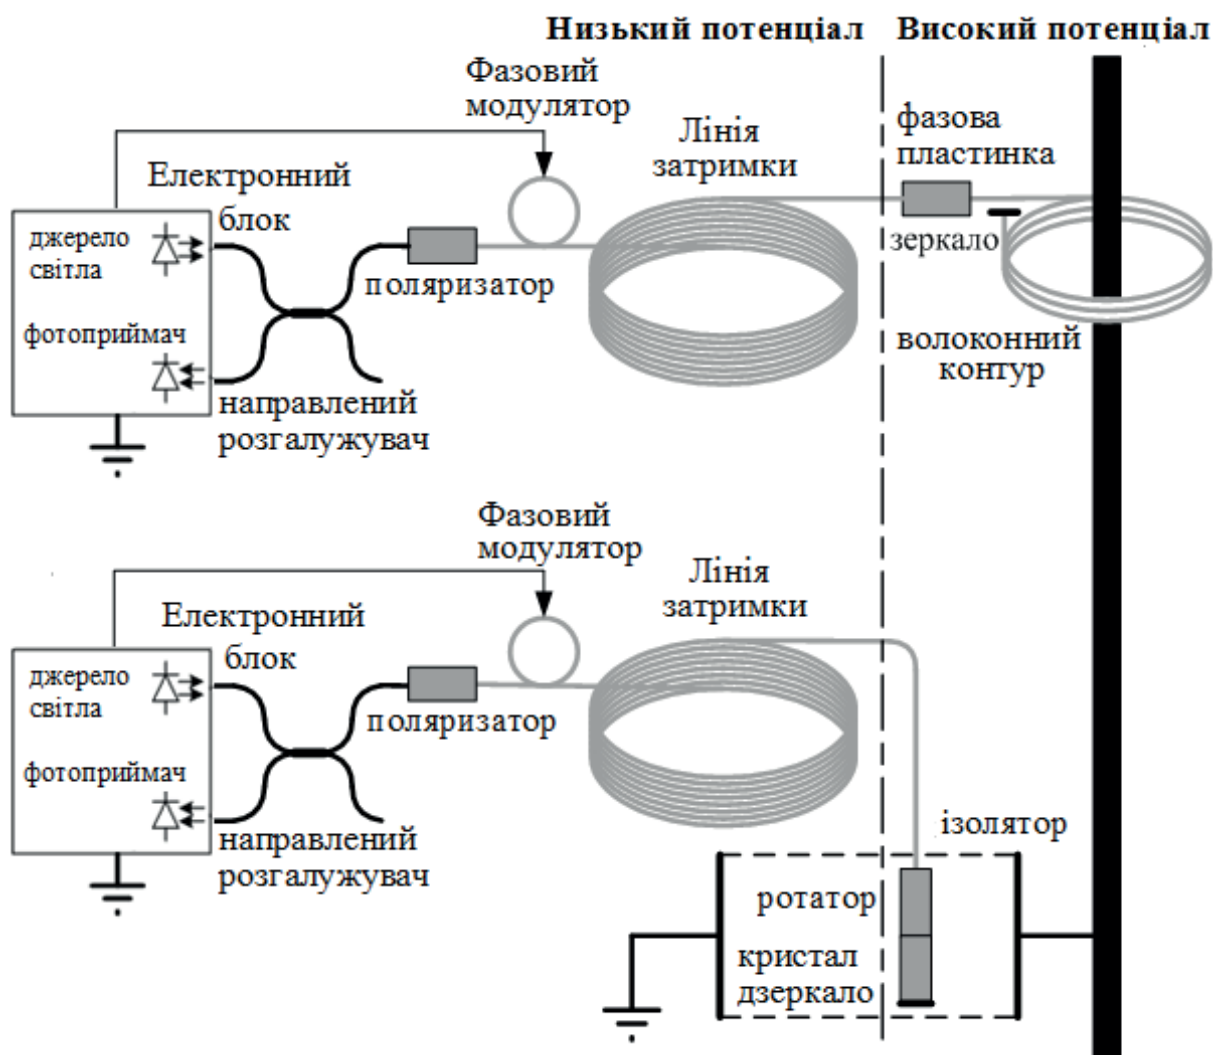 Низький потенціал
Високий потенціал
Фазовий
модулятор
Лінія
затримки
фазова
пластинка
Електронний
блок
джерело
світла
поляризатор
зеркало
фотоприймач
волоконний
контур
направлений
розгалужувач
Фазовий
модулятор
Лінія
затримки
Електронний
блок
джерело
світла
поляризатор
фотоприймач
направлений
розгалужувач
ізолятор
ротатор
кристал
дзеркало